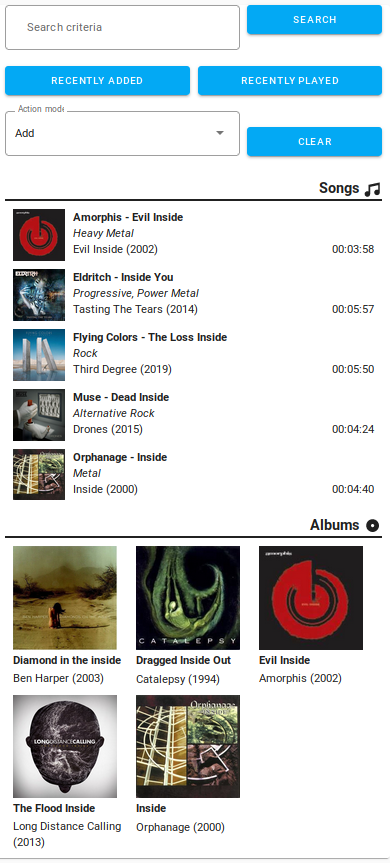 Search criteria
SEARCH
RECENTLY ADDED
RECENTLY PLAYED
Action mode
Add
CLEAR
Songs
Amorphis - Evil Inside
Heavy Metal
Evil Inside (2002)
00:03:58
Eldritch - Inside You
Progressive, Power Metal
Tasting The Tears (2014)
00:05:57
Flying Colors - The Loss Inside
Rock
Third Degree (2019)
00:05:50
Muse - Dead Inside
Alternative Rock
Drones (2015)
00:04:24
Orphanage - Inside
Metal
Inside (2000)
00:04:40
Albums
CATALEPSY
amorphis
Diamond in the inside
Ben Harper (2003)
Dragged Inside Out
Catalepsy (1994)
Evil Inside
Amorphis (2002)
LONGDISTANCECALLING
Orphanage
The Flood Inside
Long Distance Calling
(2013)
Inside
Orphanage (2000)